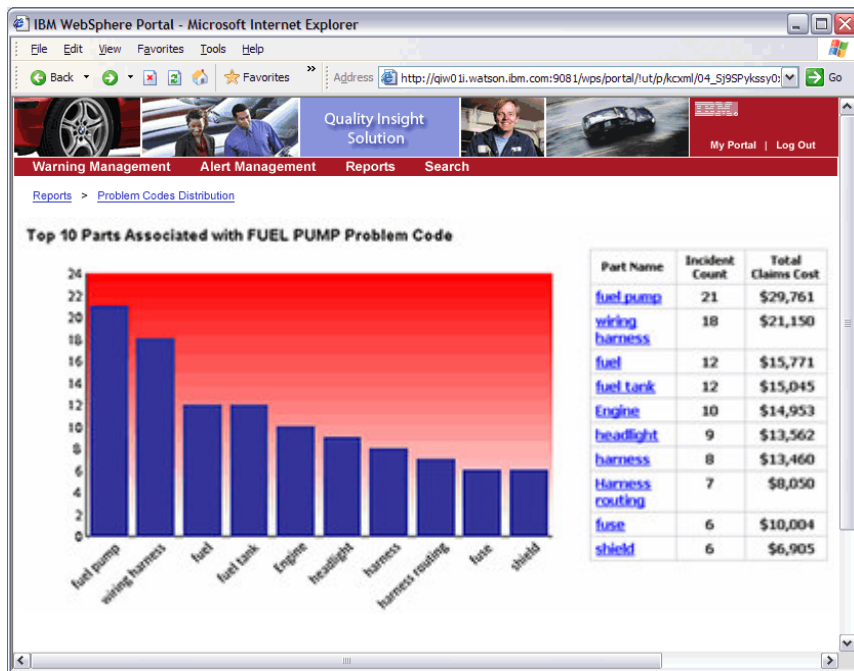 IBM WebSphere Portal - Microsoft Internet Explorer
File Edit View Favorites Tools Help
Back Favorites » Address http://qiw01i.watson.ibm.com:9081/wps/portal/!ut/p/kcxml/04_Sj9SPykssy0: Go
Quality Insight
Solution
IBM
My Portal | Log Out
Warning Management Alert Management Reports Search
Reports > Problem Codes Distribution
Top 10 Parts Associated with FUEL PUMP Problem Code
24
22
20
18
16
14
12
10
8
6
4
2
0
fuel pump
wiring harness
fuel
fuel tank
Engine
headlight
harness
harness routing
fuse
shield
Part Name Incident Count Total Claims Cost
fuel pump 21 $29,761
wiring harness 18 $21,150
fuel 12 $15,771
fuel tank 12 $15,045
Engine 10 $14,953
headlight 9 $13,562
harness 8 $13,460
Harness routing 7 $8,050
fuse 6 $10,004
shield 6 $6,905